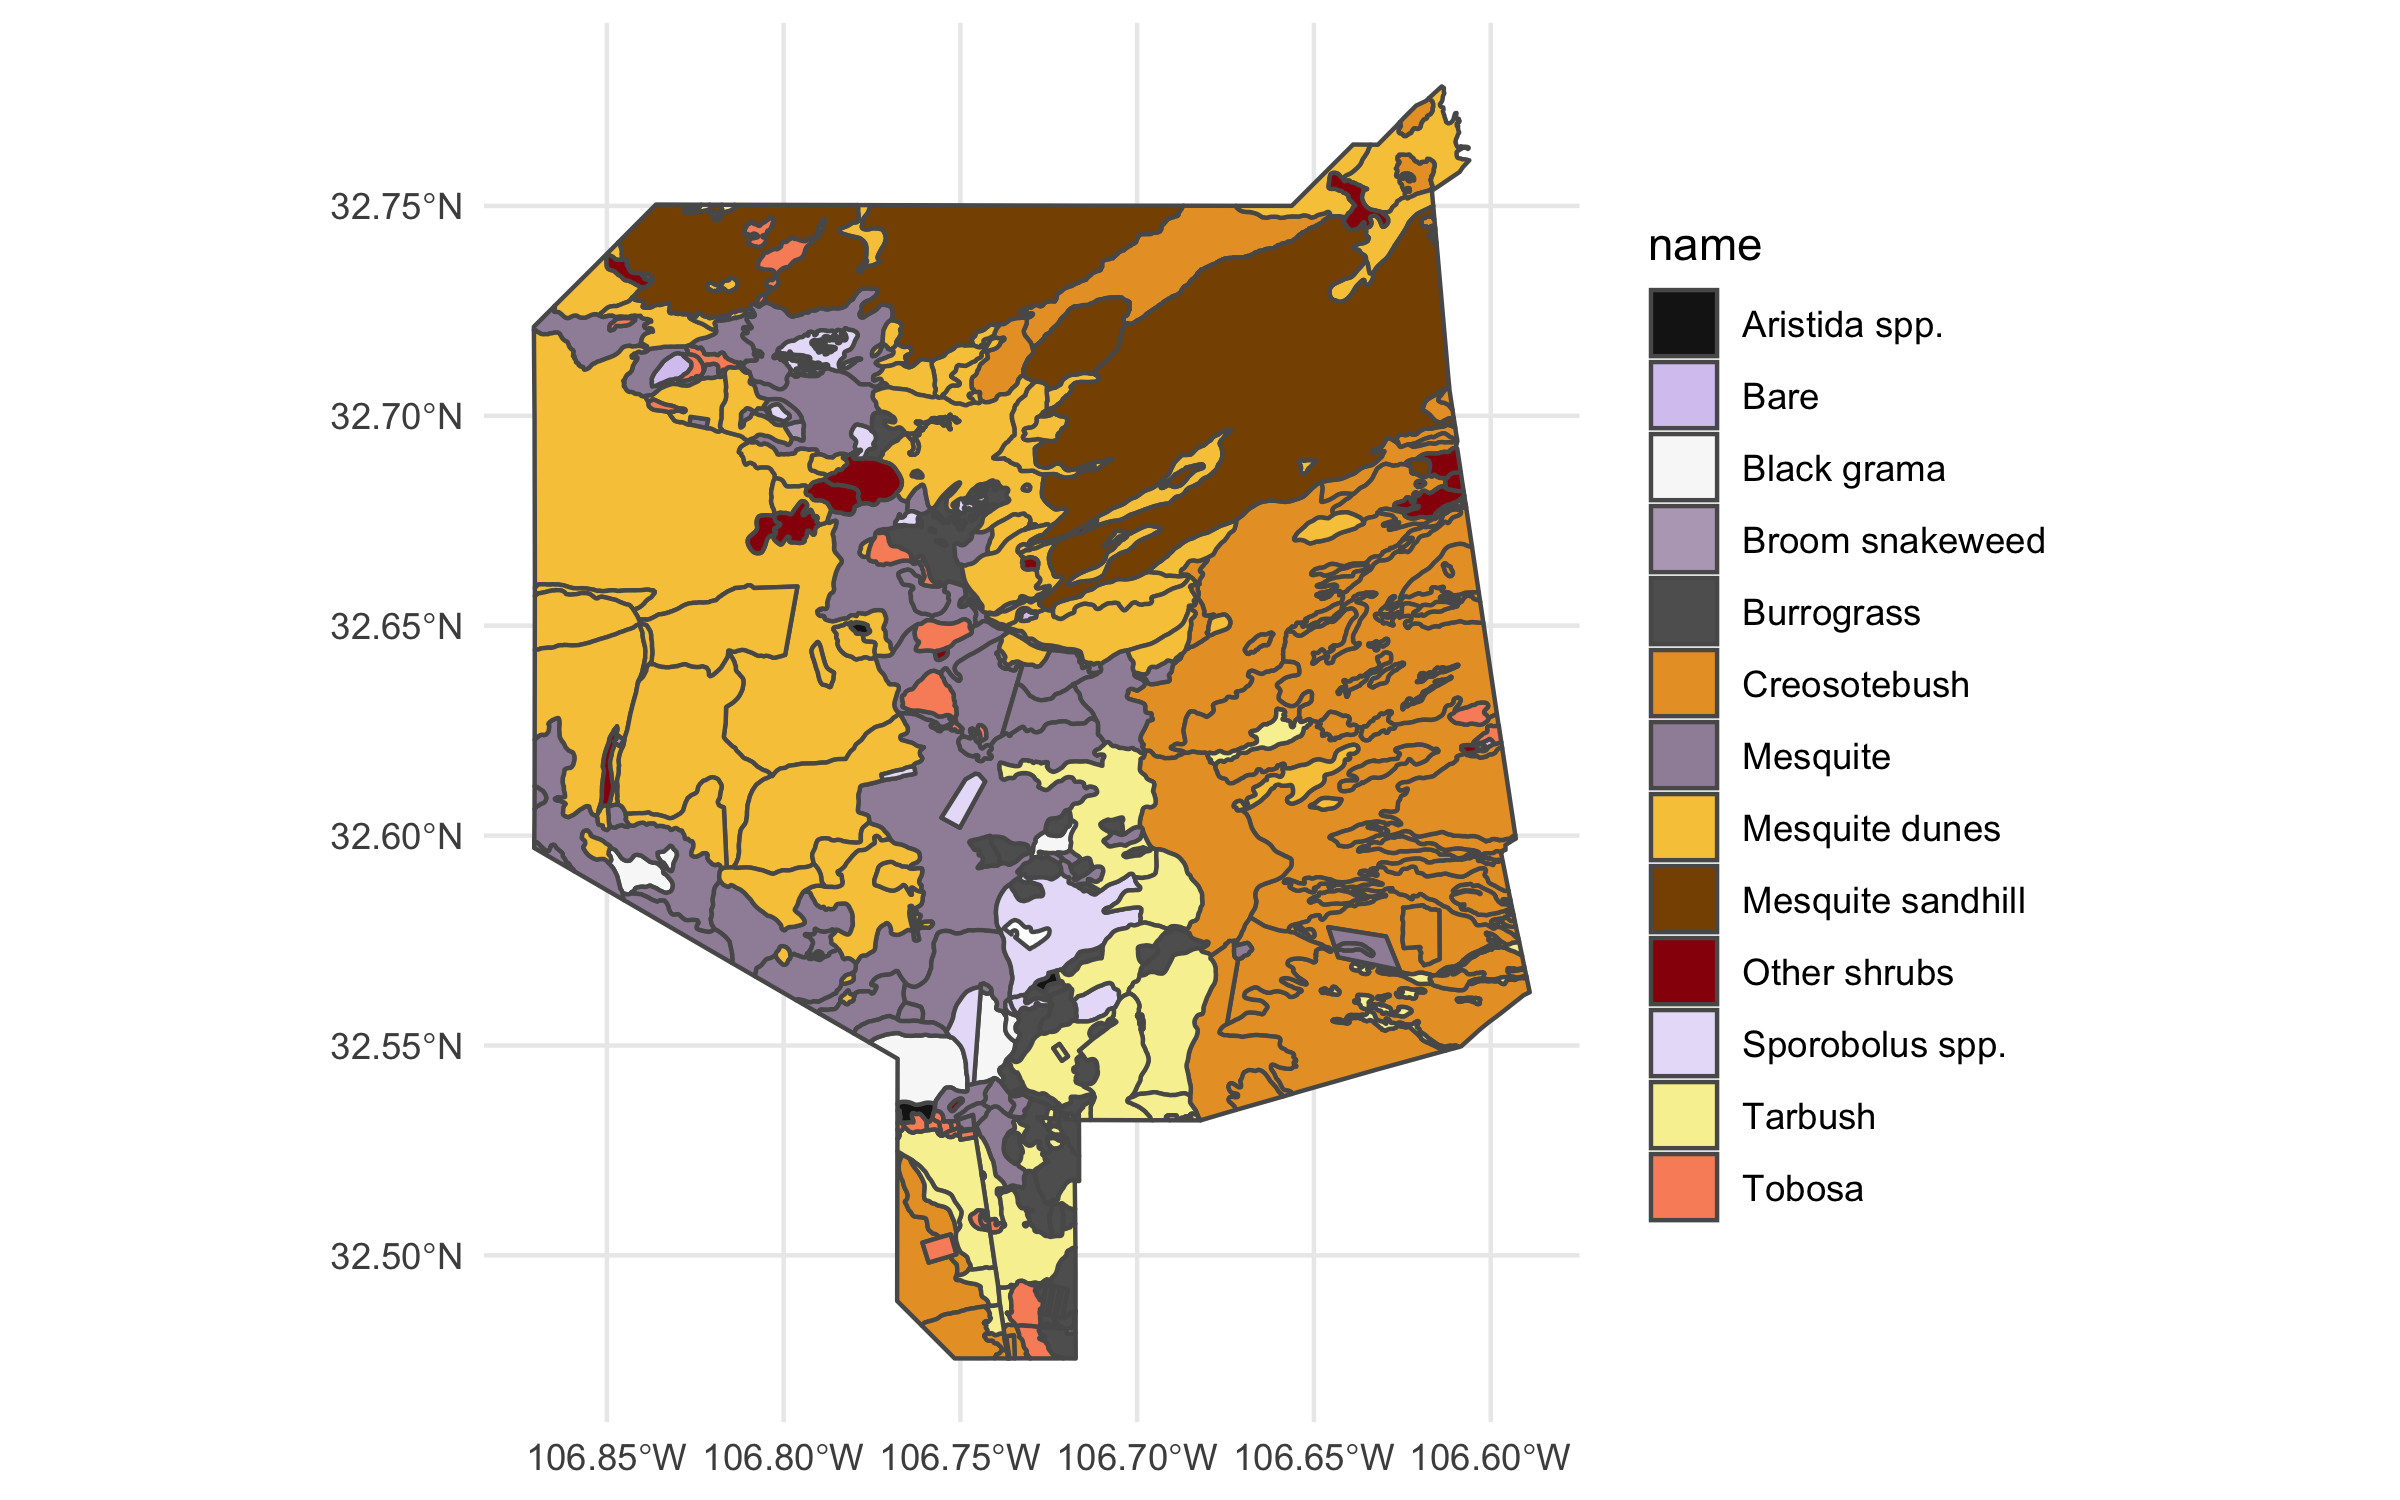 32.75°N
32.70°N
32.65°N
32.60°N
32.55°N
32.50°N
106.85°W 106.80°W 106.75°W 106.70°W 106.65°W 106.60°W
name
Aristida spp.
Bare
Black grama
Broom snakeweed
Burrograss
Creosotebush
Mesquite
Mesquite dunes
Mesquite sandhill
Other shrubs
Sporobolus spp.
Tarbush
Tobosa